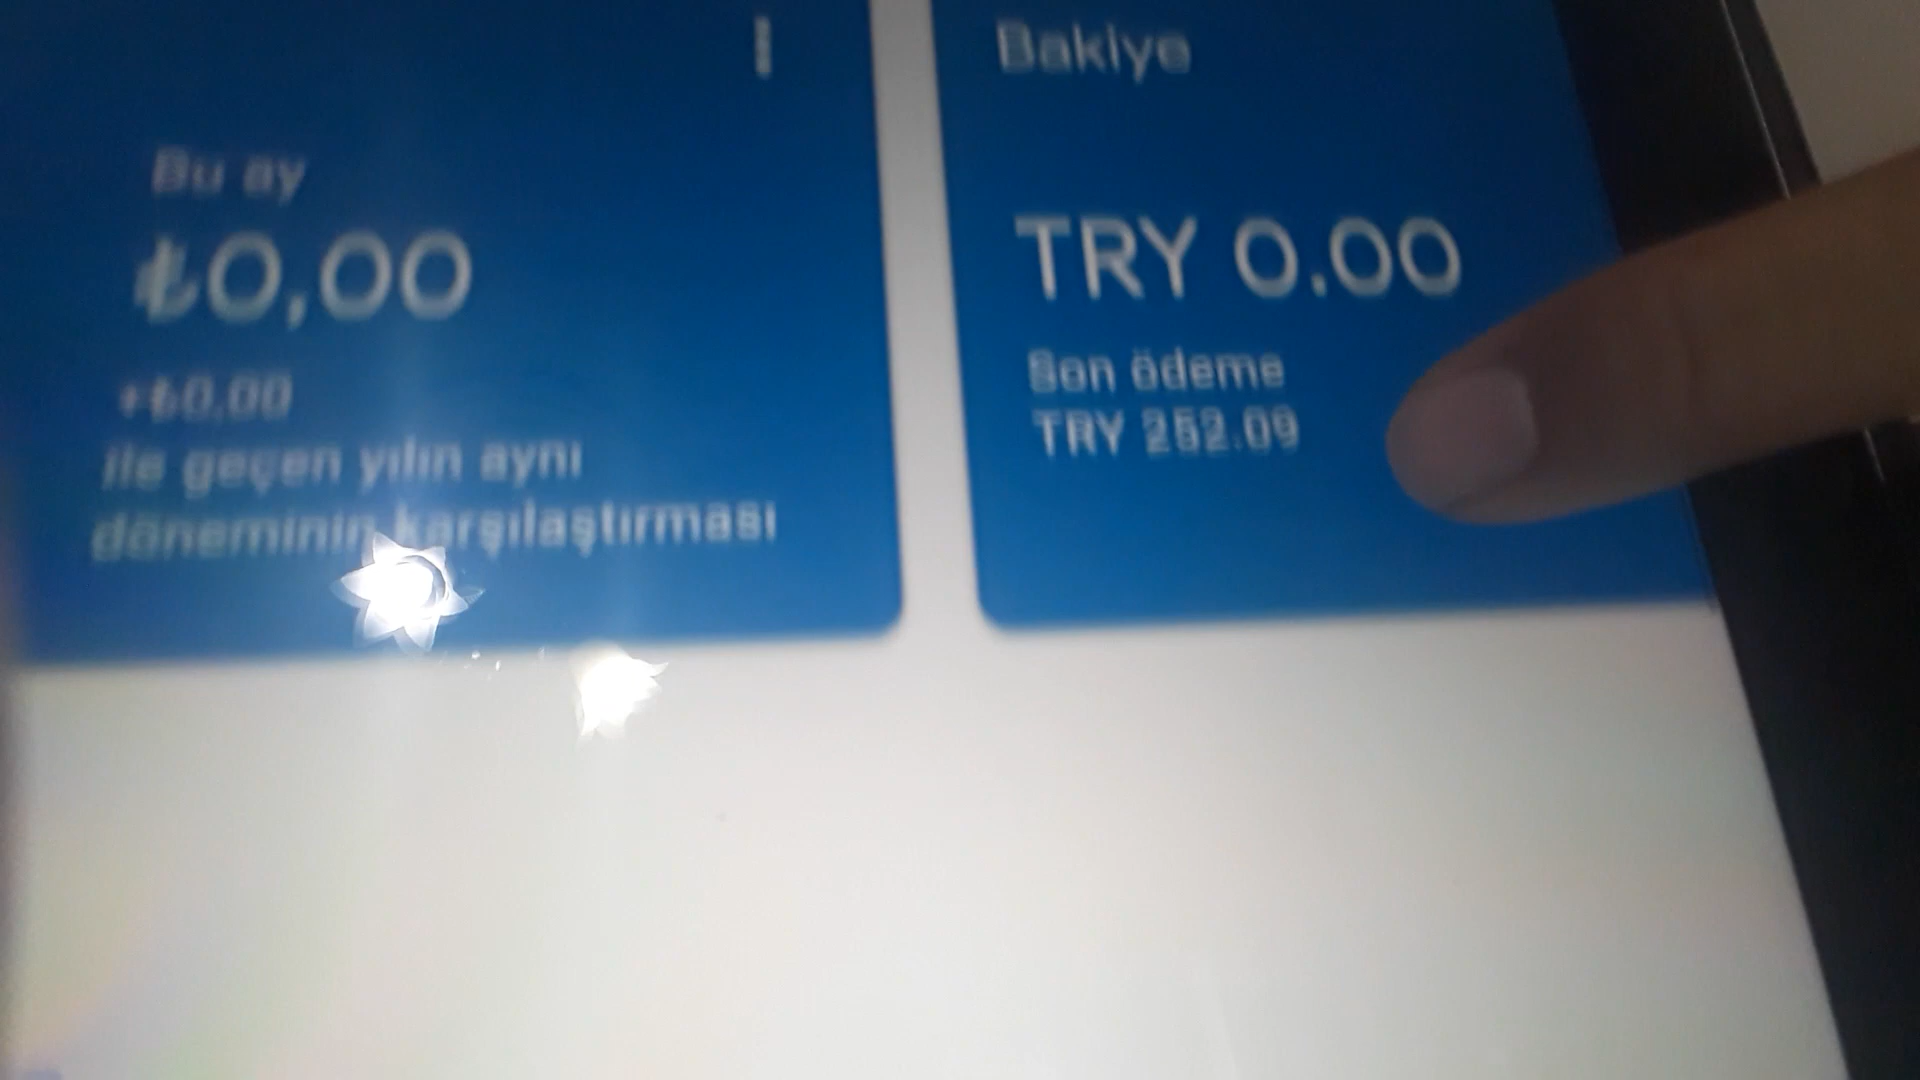 Bu ay
₺0,00
+₺0,00
ile geçen yılın aynı
döneminin karşılaştırması
Bakiye
TRY 0.00
Son ödeme
TRY 252.09